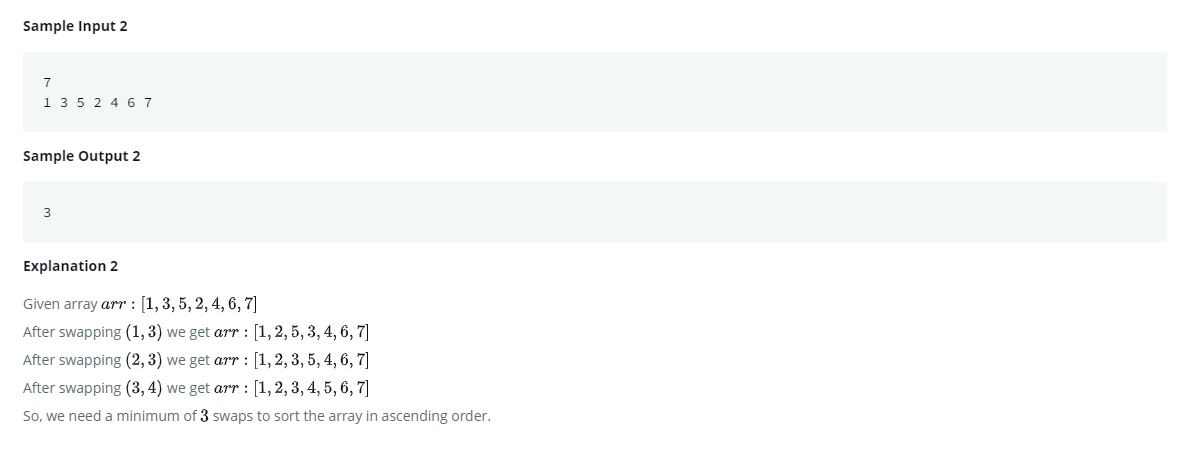 Sample Input 2
7
1 3 5 2 4 6 7
Sample Output 2
3
Explanation 2
Given array arr : [1, 3, 5, 2, 4, 6, 7]
After swapping (1, 3) we get arr : [1, 2, 5, 3, 4, 6, 7]
After swapping (2, 3) we get arr : [1, 2, 3, 5, 4, 6, 7]
After swapping (3, 4) we get arr : [1, 2, 3, 4, 5, 6, 7]
So, we need a minimum of 3 swaps to sort the array in ascending order.